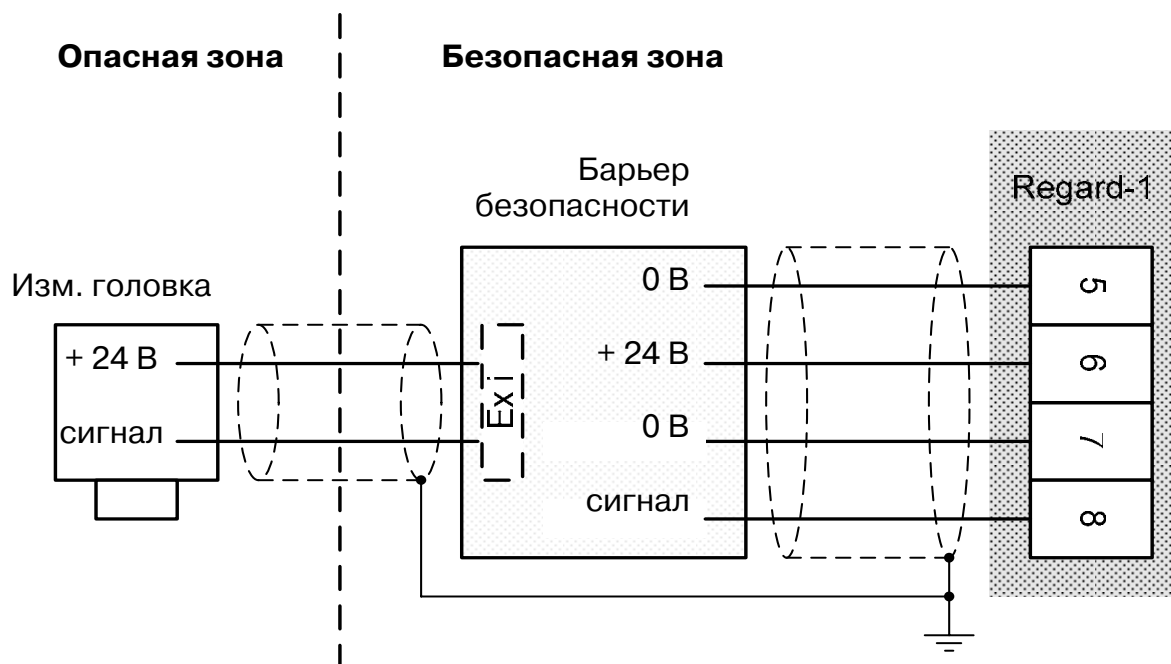 Опасная зона
Безопасная зона
Барьер
безопасности
Regard-1
Изм. головка
+ 24 В
сигнал
Ex i
0 В
+ 24 В
0 В
сигнал
5
6
7
8